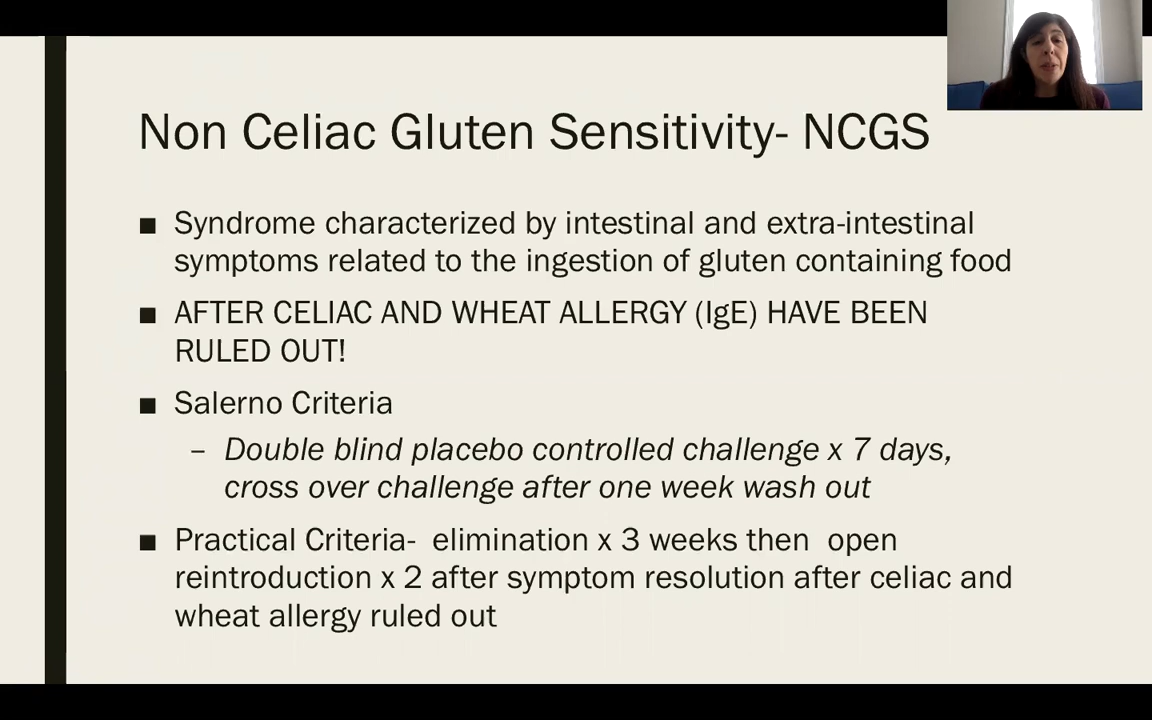 Non Celiac Gluten Sensitivity- NCGS
■ Syndrome characterized by intestinal and extra-intestinal
symptoms related to the ingestion of gluten containing food
■ AFTER CELIAC AND WHEAT ALLERGY (IgE) HAVE BEEN
RULED OUT!
■ Salerno Criteria
– Double blind placebo controlled challenge x 7 days,
cross over challenge after one week wash out
■ Practical Criteria-  elimination x 3 weeks then  open
reintroduction x 2 after symptom resolution after celiac and
wheat allergy ruled out